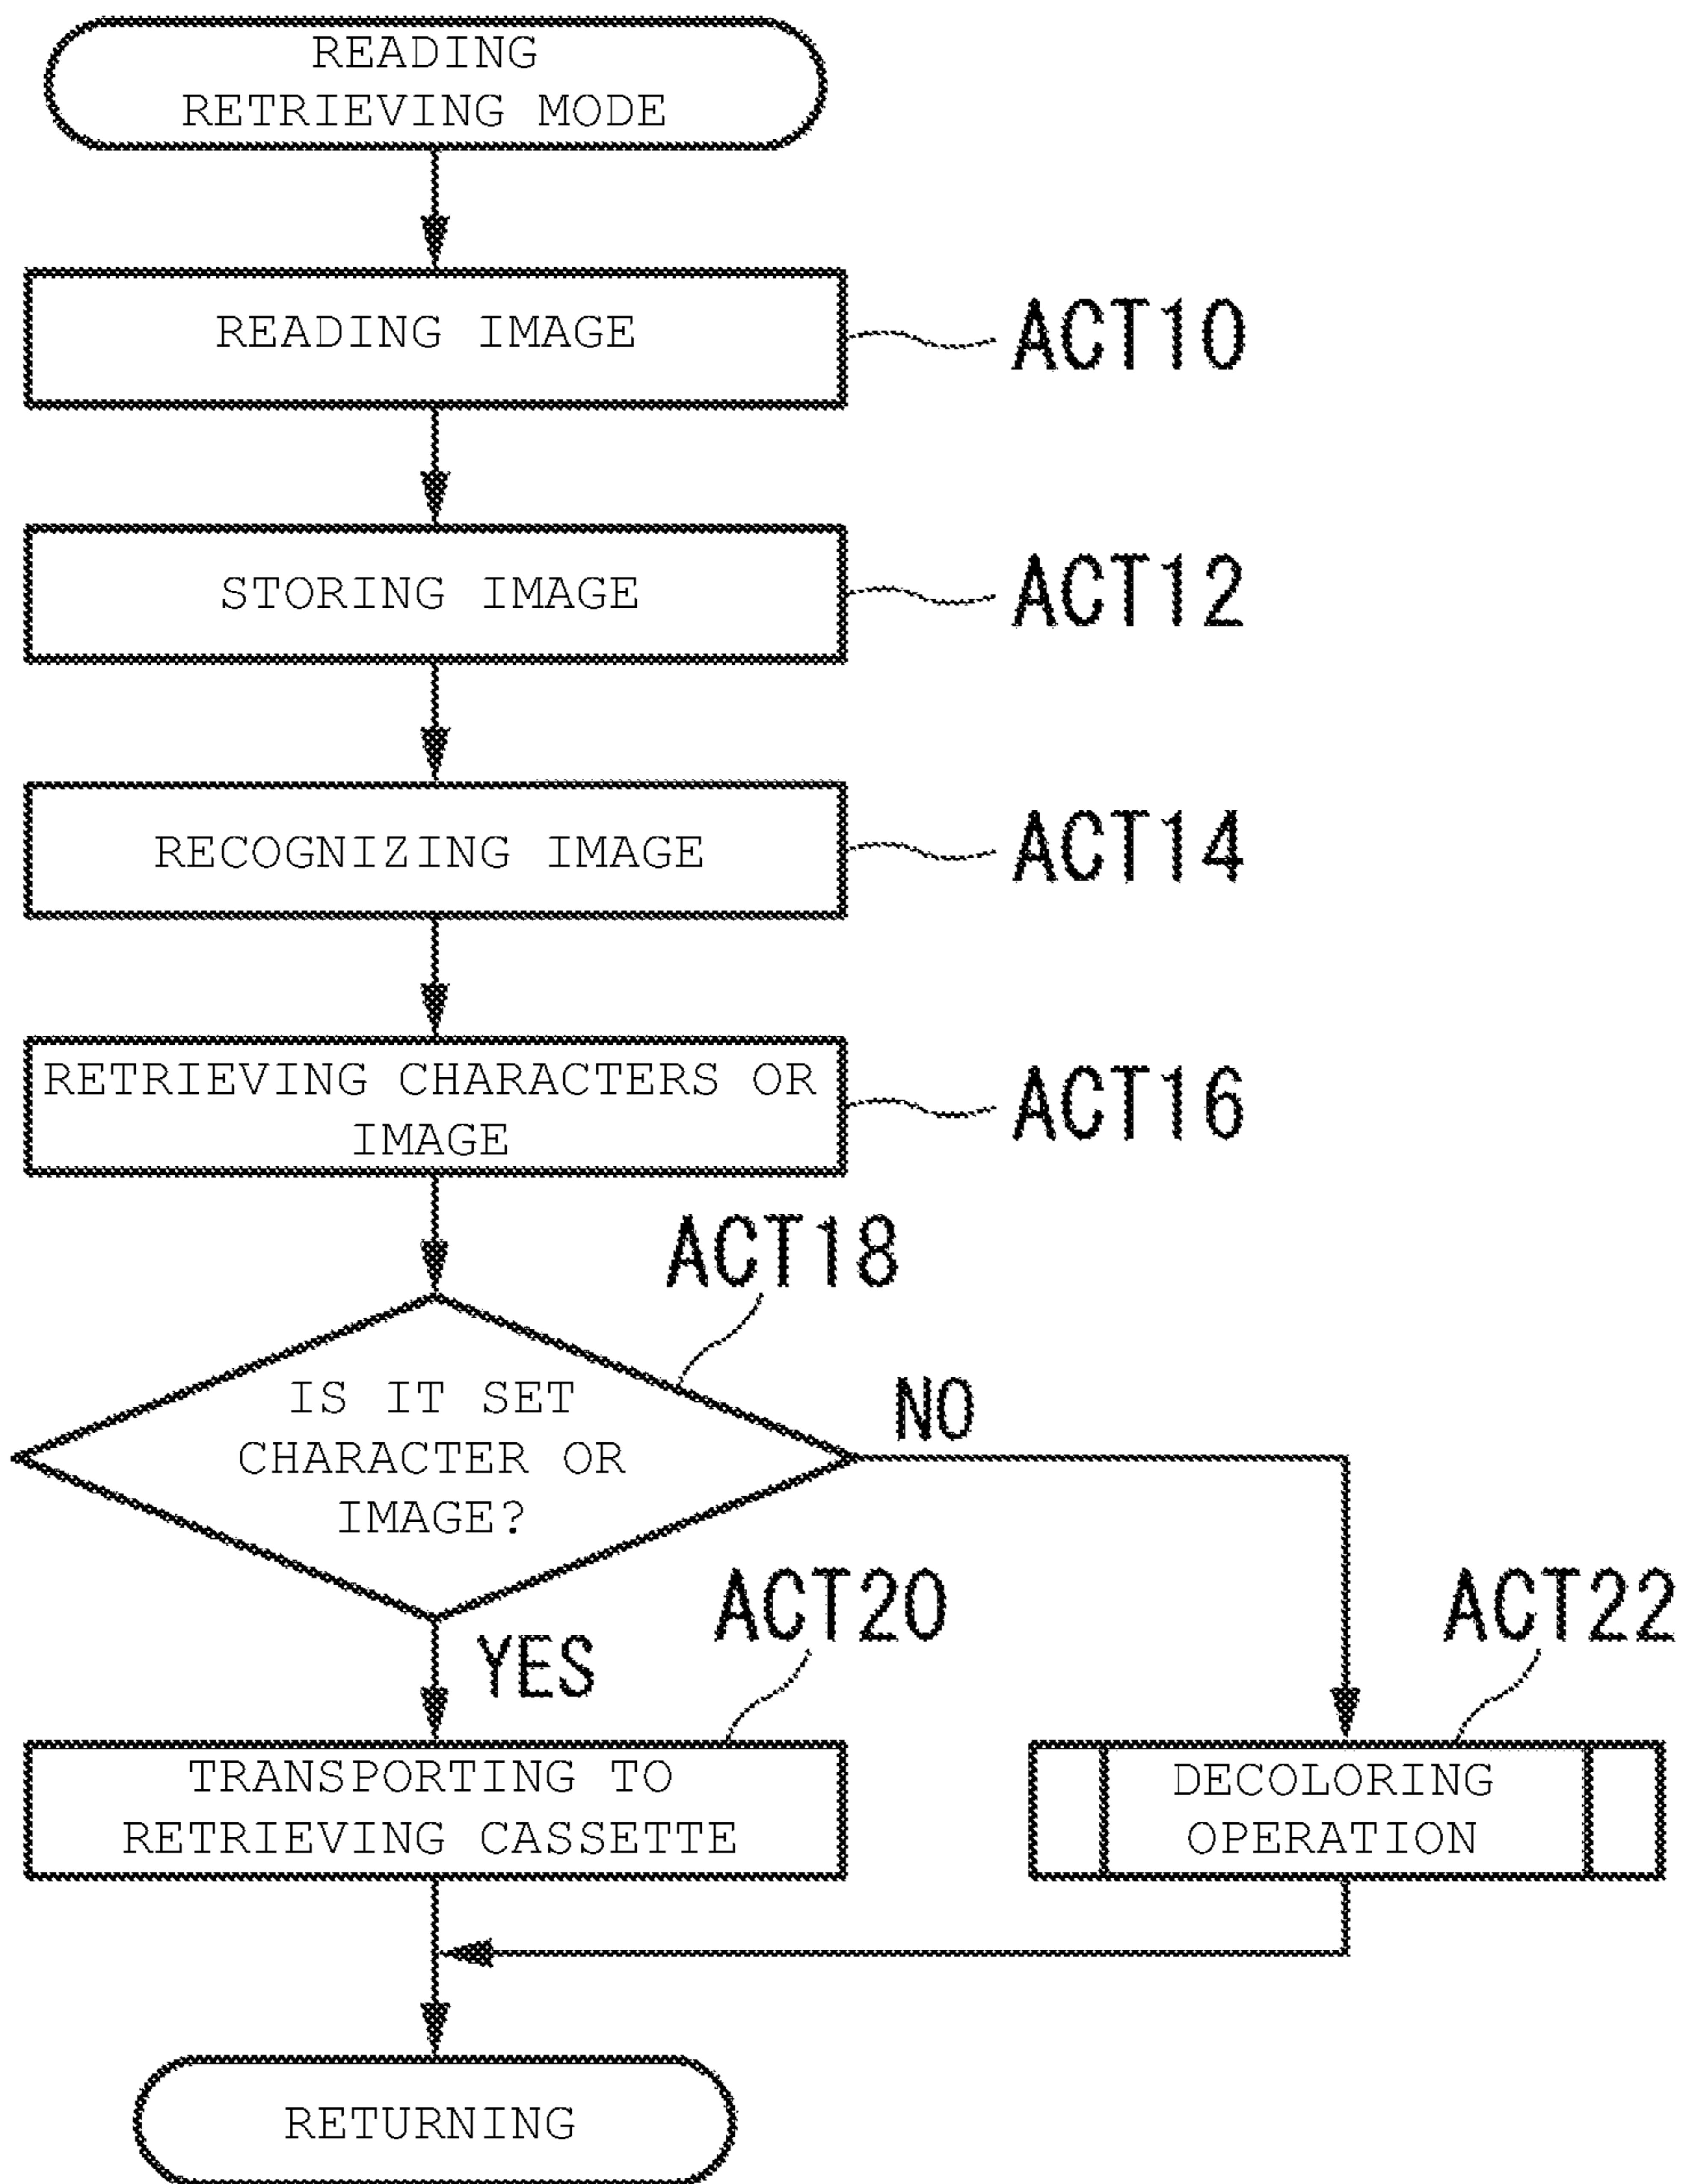 READING
RETRIEVING MODE
READING IMAGE
ACT10
STORING IMAGE
ACT12
RECOGNIZING IMAGE
ACT14
RETRIEVING CHARACTERS OR
IMAGE
ACT16
ACT18
IS IT SET
CHARACTER OR
IMAGE?
NO
YES
ACT20
ACT22
TRANSPORTING TO
RETRIEVING CASSETTE
DECOLORING
OPERATION
RETURNING